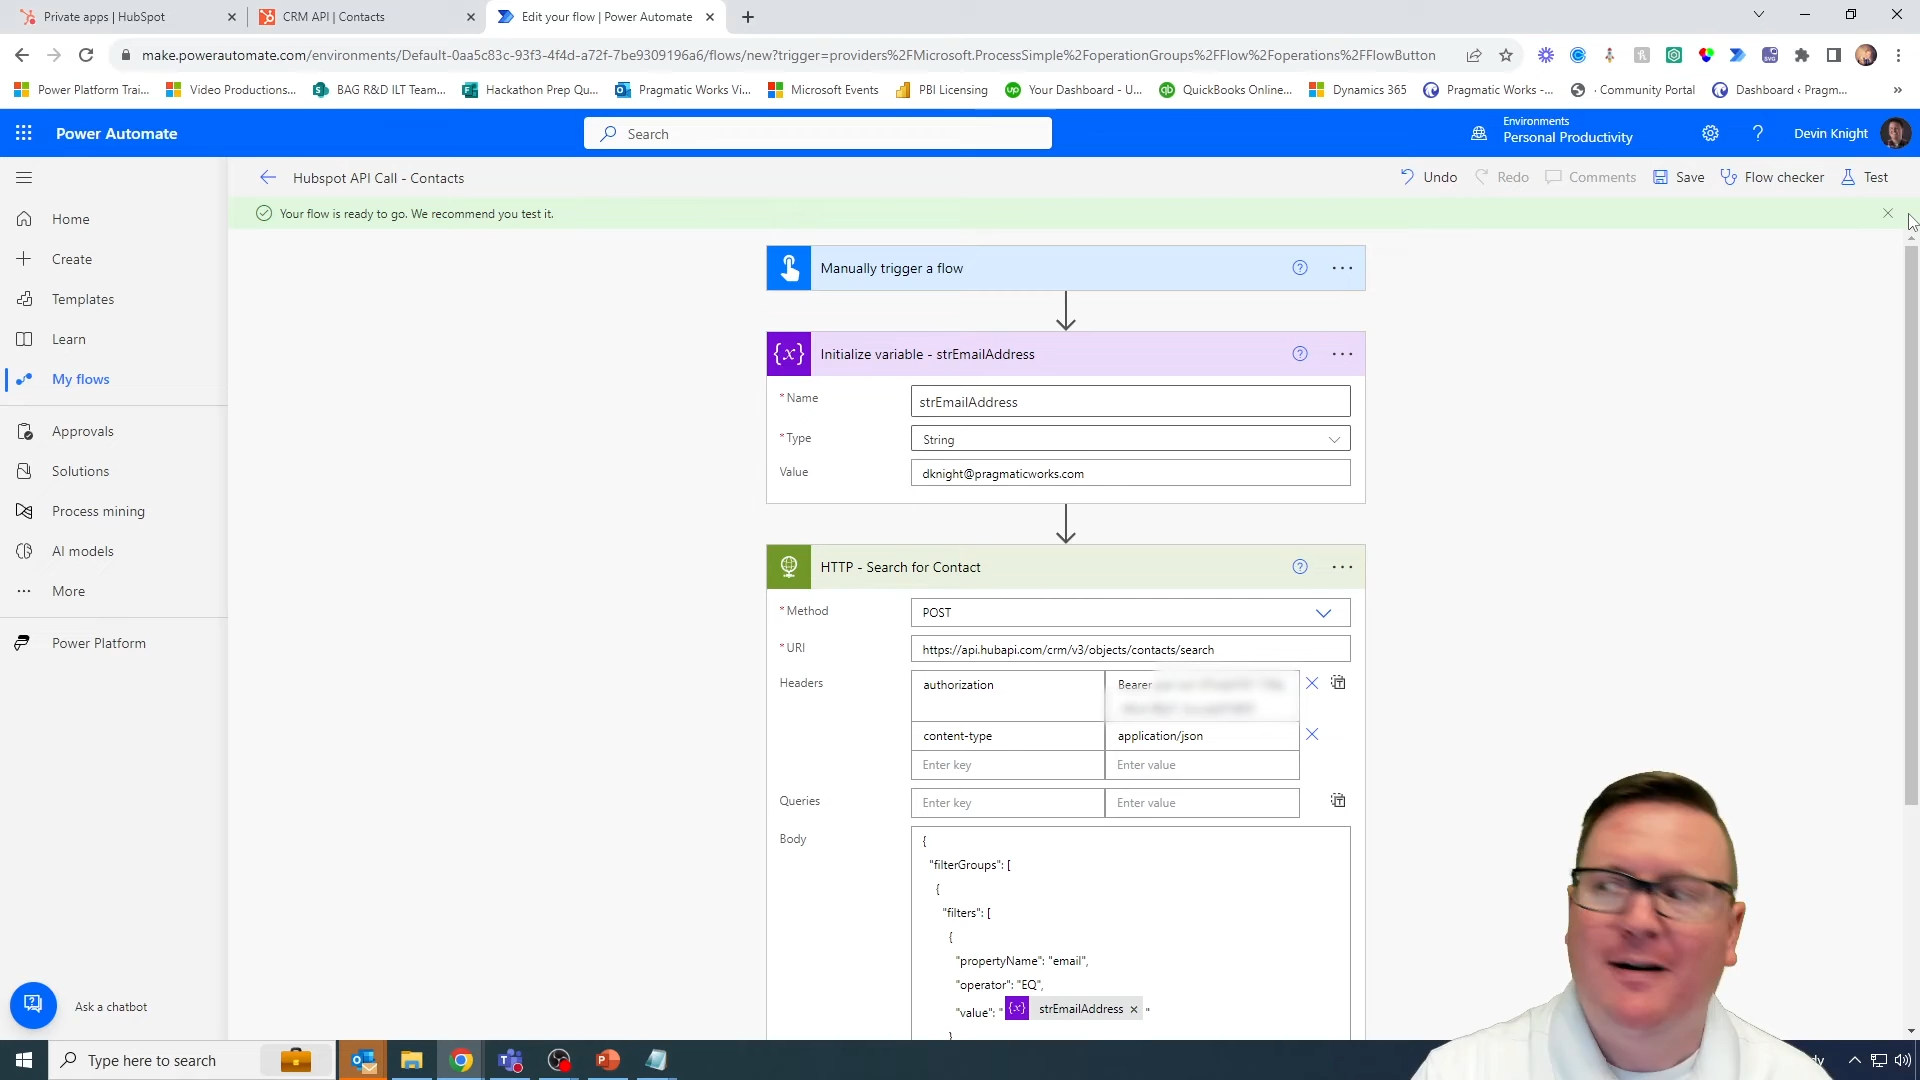 Private apps | HubSpot
CRM API | Contacts
Edit your flow | Power Automate
make.powerautomate.com/environments/Default-0aa5c83c-93f3-4f4d-a72f-7be9309196a6/flows/new?trigger=providers%2FMicrosoft.ProcessSimple%2FoperationGroups%2FFlow%2Foperations%2FFlowButton
Power Platform Trai...
Video Productions...
BAG R&D ILT Team...
Hackathon Prep Qu...
Pragmatic Works Vi...
Microsoft Events
PBI Licensing
Your Dashboard - U...
QuickBooks Online...
Dynamics 365
Pragmatic Works -...
· Community Portal
Dashboard ‹ Pragm...
»
Power Automate
Search
Environments
Personal Productivity
Devin Knight
Hubspot API Call - Contacts
Undo
Redo
Comments
Save
Flow checker
Test
Your flow is ready to go. We recommend you test it.
Home
Create
Templates
Learn
My flows
Approvals
Solutions
Process mining
AI models
More
Power Platform
Ask a chatbot
Manually trigger a flow
Initialize variable - strEmailAddress
* Name
strEmailAddress
* Type
String
Value
dknight@pragmaticworks.com
HTTP - Search for Contact
* Method
POST
* URI
https://api.hubapi.com/crm/v3/objects/contacts/search
Headers
authorization
Bearer
content-type
application/json
Enter key
Enter value
Queries
Enter key
Enter value
Body
{
"filterGroups": [
{
"filters": [
{
"propertyName": "email",
"operator": "EQ",
"value": " {x} strEmailAddress × "
}
Type here to search